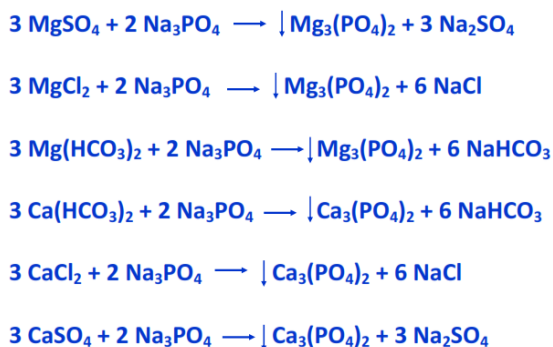 3 MgSO₄ + 2 Na₃PO₄ ⟶ ↓Mg₃(PO₄)₂ + 3 Na₂SO₄
3 MgCl₂ + 2 Na₃PO₄ ⟶ ↓Mg₃(PO₄)₂ + 6 NaCl
3 Mg(HCO₃)₂ + 2 Na₃PO₄ ⟶ ↓Mg₃(PO₄)₂ + 6 NaHCO₃
3 Ca(HCO₃)₂ + 2 Na₃PO₄ ⟶ ↓Ca₃(PO₄)₂ + 6 NaHCO₃
3 CaCl₂ + 2 Na₃PO₄ ⟶ ↓Ca₃(PO₄)₂ + 6 NaCl
3 CaSO₄ + 2 Na₃PO₄ ⟶ ↓Ca₃(PO₄)₂ + 3 Na₂SO₄